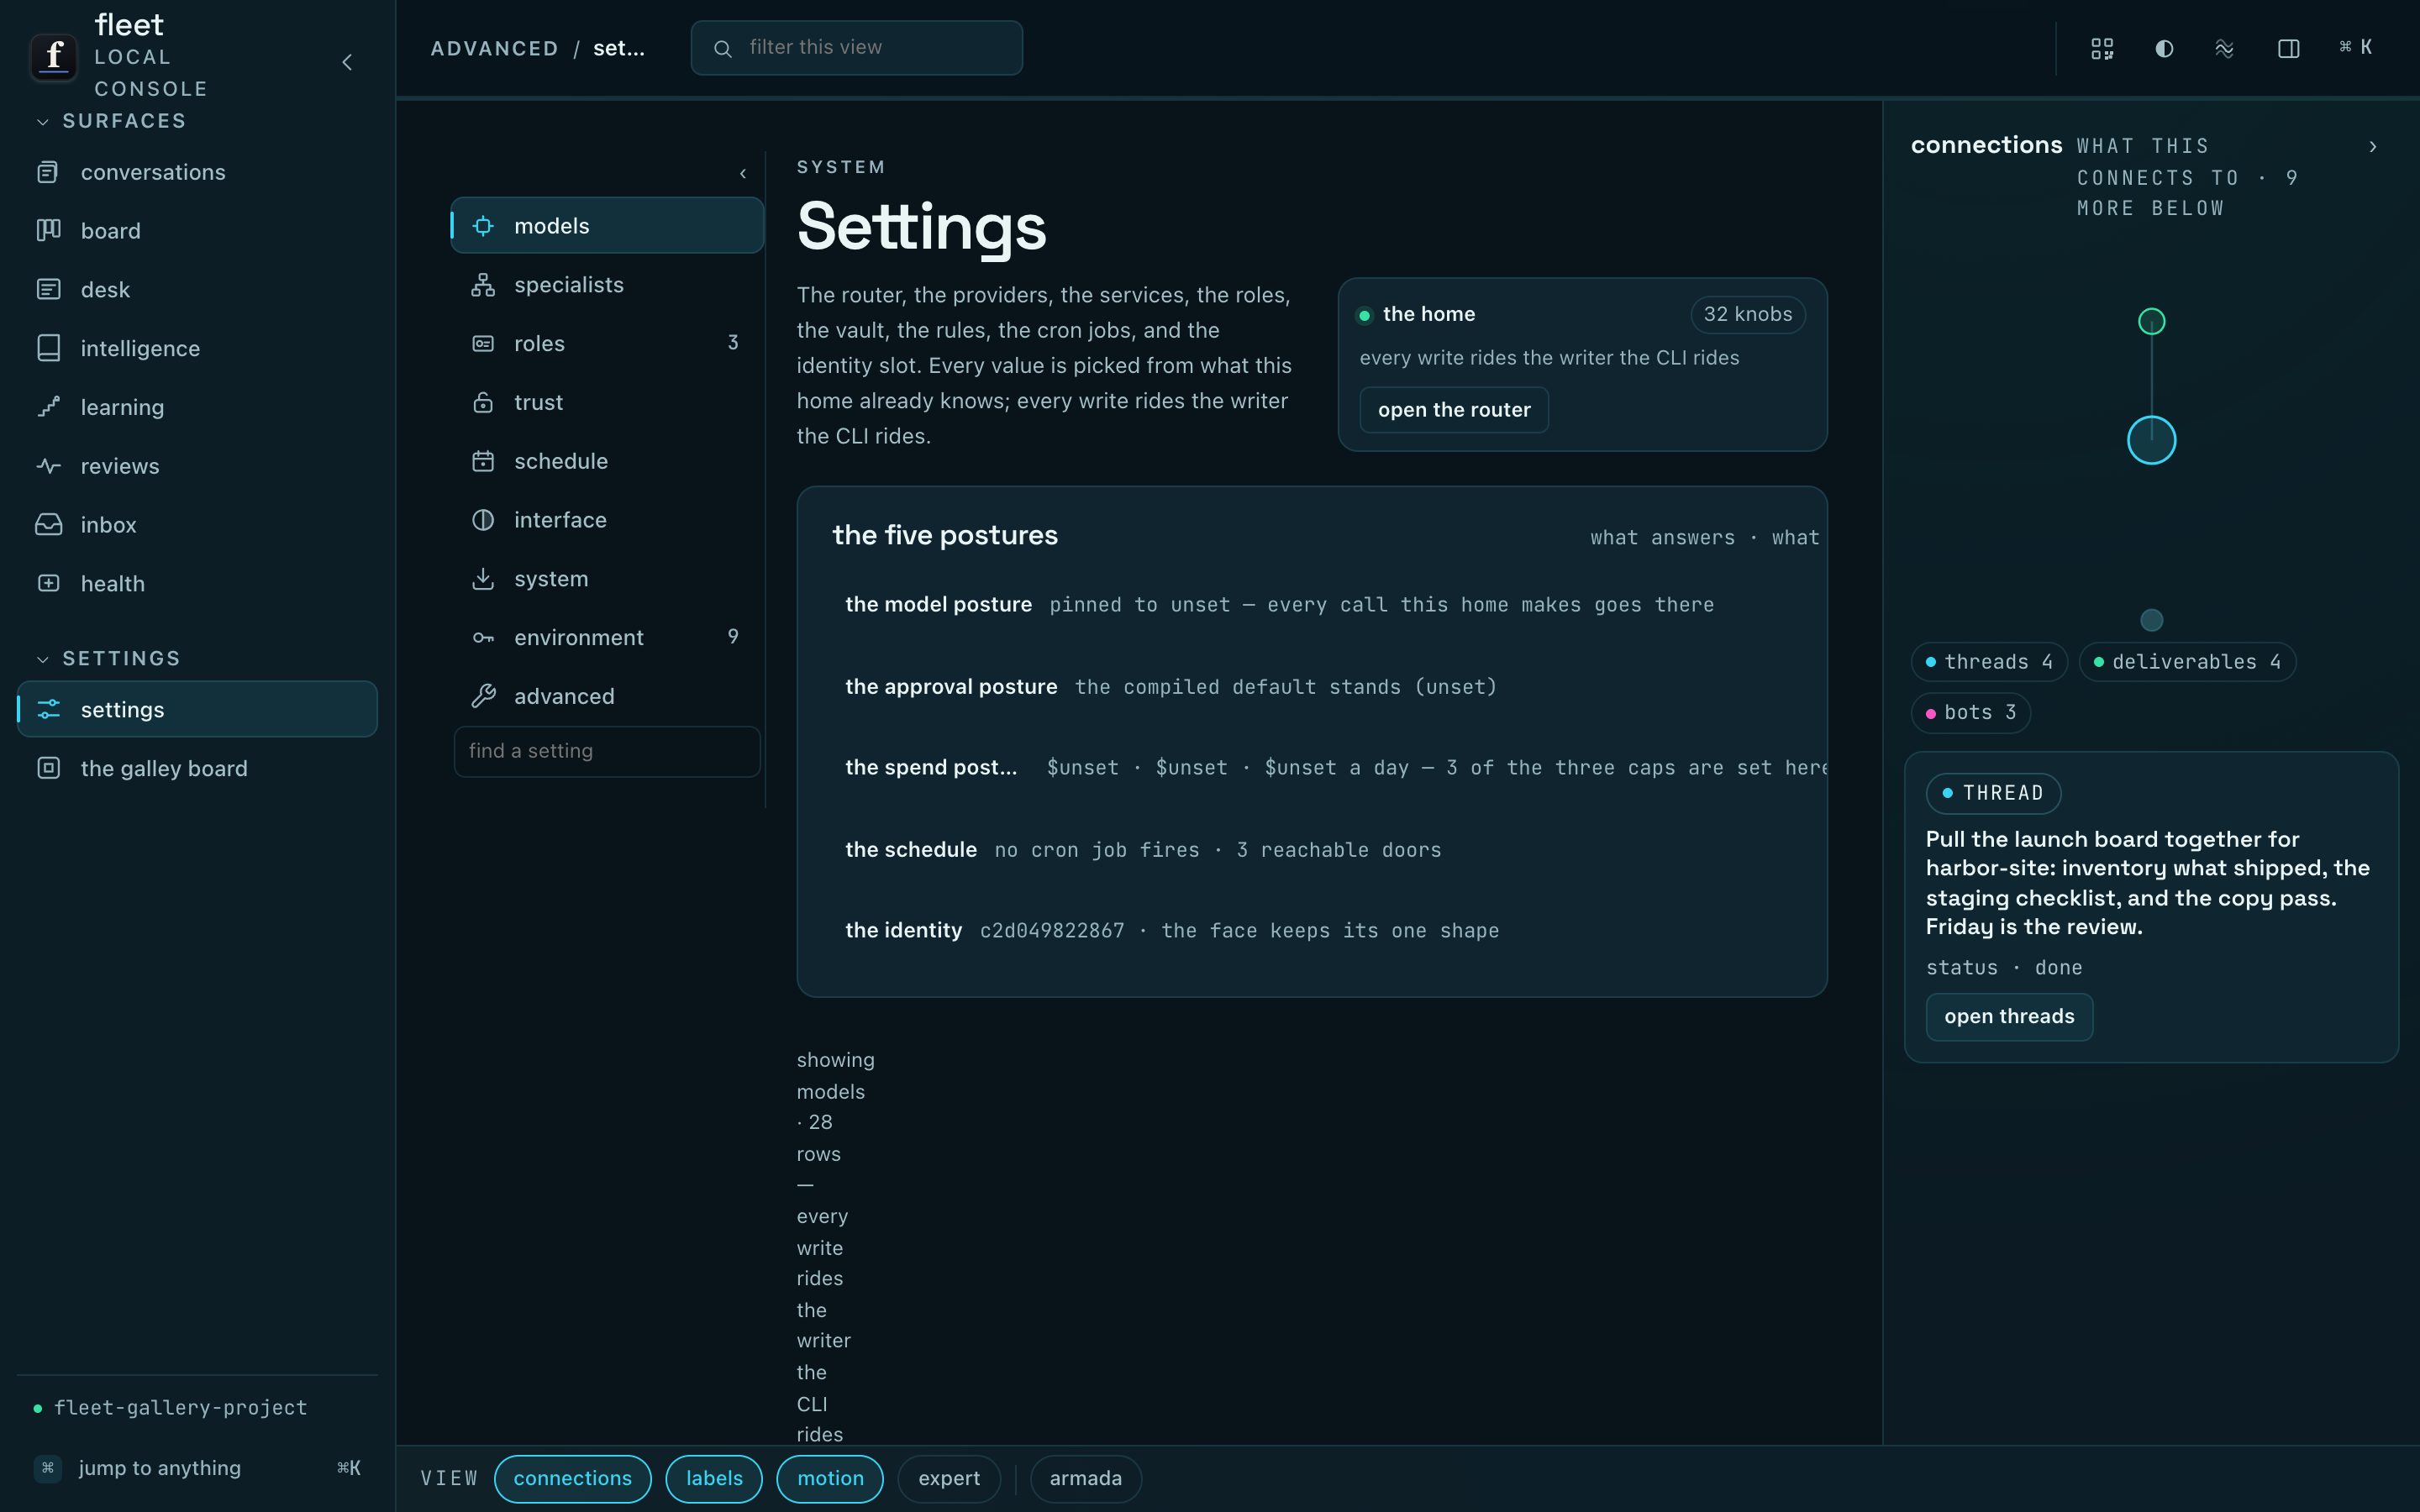 fleet
LOCAL
CONSOLE
SURFACES
conversations
board
desk
intelligence
learning
reviews
inbox
health
SETTINGS
settings
the galley board
fleet-gallery-project
⌘ jump to anything ⌘K
ADVANCED / set...
filter this view
⌘ K
models
specialists
roles 3
trust
schedule
interface
system
environment 9
advanced
find a setting
SYSTEM
Settings
The router, the providers, the services, the roles,
the vault, the rules, the cron jobs, and the
identity slot. Every value is picked from what this
home already knows; every write rides the writer
the CLI rides.
the home 32 knobs
every write rides the writer the CLI rides
open the router
the five postures what answers · what
the model posture pinned to unset — every call this home makes goes there
the approval posture the compiled default stands (unset)
the spend post... $unset · $unset · $unset a day — 3 of the three caps are set here
the schedule no cron job fires · 3 reachable doors
the identity c2d049822867 · the face keeps its one shape
showing
models
· 28
rows
—
every
write
rides
the
writer
the
CLI
rides
connections WHAT THIS
CONNECTS TO · 9
MORE BELOW
threads 4 deliverables 4
bots 3
THREAD
Pull the launch board together for
harbor-site: inventory what shipped, the
staging checklist, and the copy pass.
Friday is the review.
status · done
open threads
VIEW connections labels motion expert armada